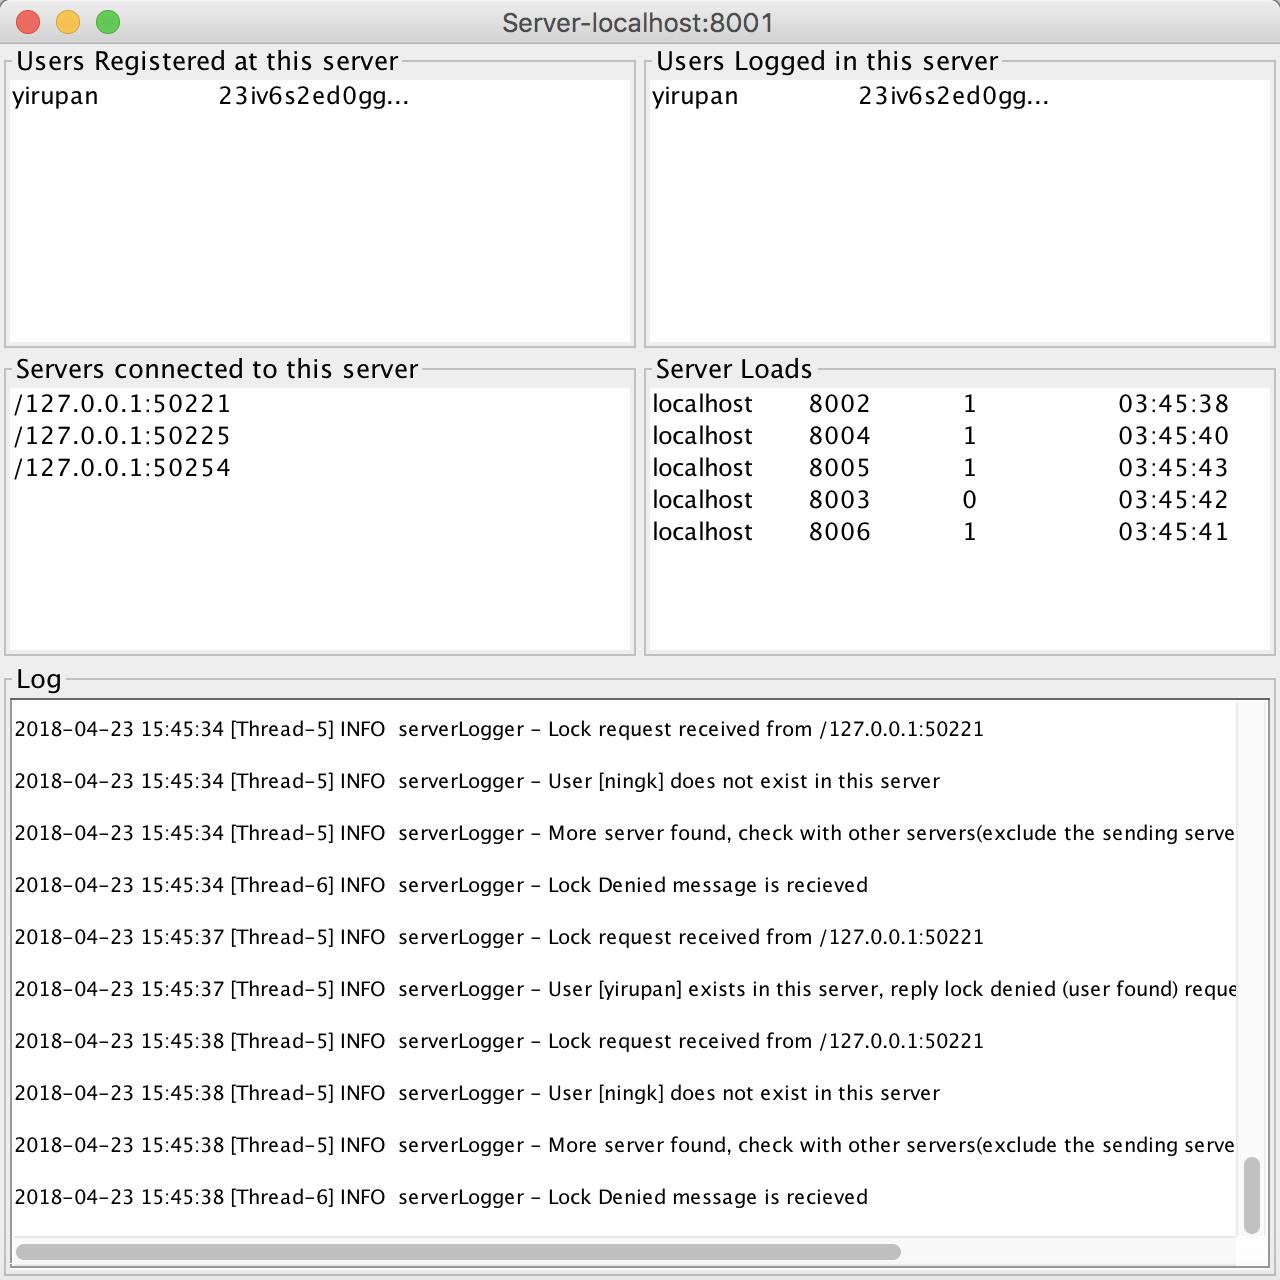 Server-localhost:8001
Users Registered at this server
yirupan 23iv6s2ed0gg...
Users Logged in this server
yirupan 23iv6s2ed0gg...
Servers connected to this server
/127.0.0.1:50221
/127.0.0.1:50225
/127.0.0.1:50254
Server Loads
localhost 8002 1 03:45:38
localhost 8004 1 03:45:40
localhost 8005 1 03:45:43
localhost 8003 0 03:45:42
localhost 8006 1 03:45:41
Log
2018-04-23 15:45:34 [Thread-5] INFO serverLogger - Lock request received from /127.0.0.1:50221
2018-04-23 15:45:34 [Thread-5] INFO serverLogger - User [ningk] does not exist in this server
2018-04-23 15:45:34 [Thread-5] INFO serverLogger - More server found, check with other servers(exclude the sending serve
2018-04-23 15:45:34 [Thread-6] INFO serverLogger - Lock Denied message is recieved
2018-04-23 15:45:37 [Thread-5] INFO serverLogger - Lock request received from /127.0.0.1:50221
2018-04-23 15:45:37 [Thread-5] INFO serverLogger - User [yirupan] exists in this server, reply lock denied (user found) reque
2018-04-23 15:45:38 [Thread-5] INFO serverLogger - Lock request received from /127.0.0.1:50221
2018-04-23 15:45:38 [Thread-5] INFO serverLogger - User [ningk] does not exist in this server
2018-04-23 15:45:38 [Thread-5] INFO serverLogger - More server found, check with other servers(exclude the sending serve
2018-04-23 15:45:38 [Thread-6] INFO serverLogger - Lock Denied message is recieved